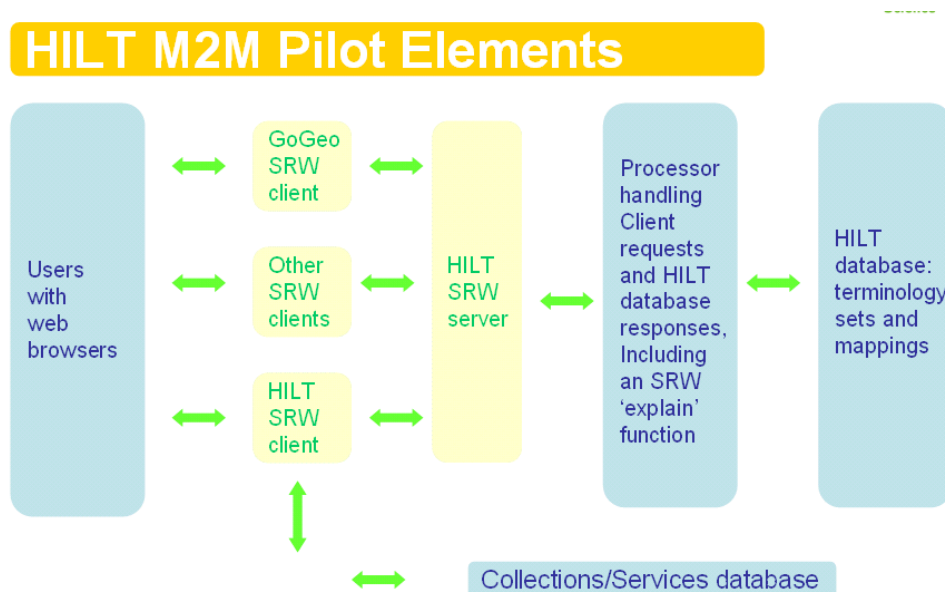 HILT M2M Pilot Elements
Users
with
web
browsers
GoGeo
SRW
client
Other
SRW
clients
HILT
SRW
client
HILT
SRW
server
Processor
handling
Client
requests
and HILT
database
responses,
Including
an SRW
‘explain’
function
HILT
database:
terminology
sets and
mappings
Collections/Services database